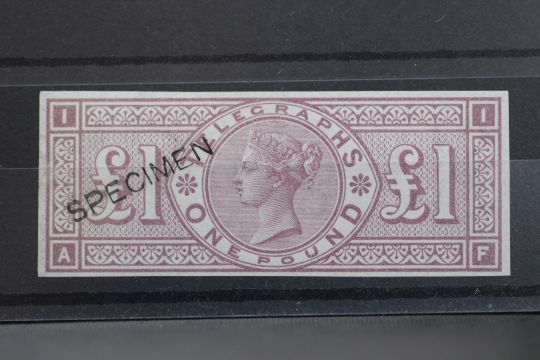 I I
TELEGRAPHS
SPECIMEN
£1 £1
ONE POUND
A F